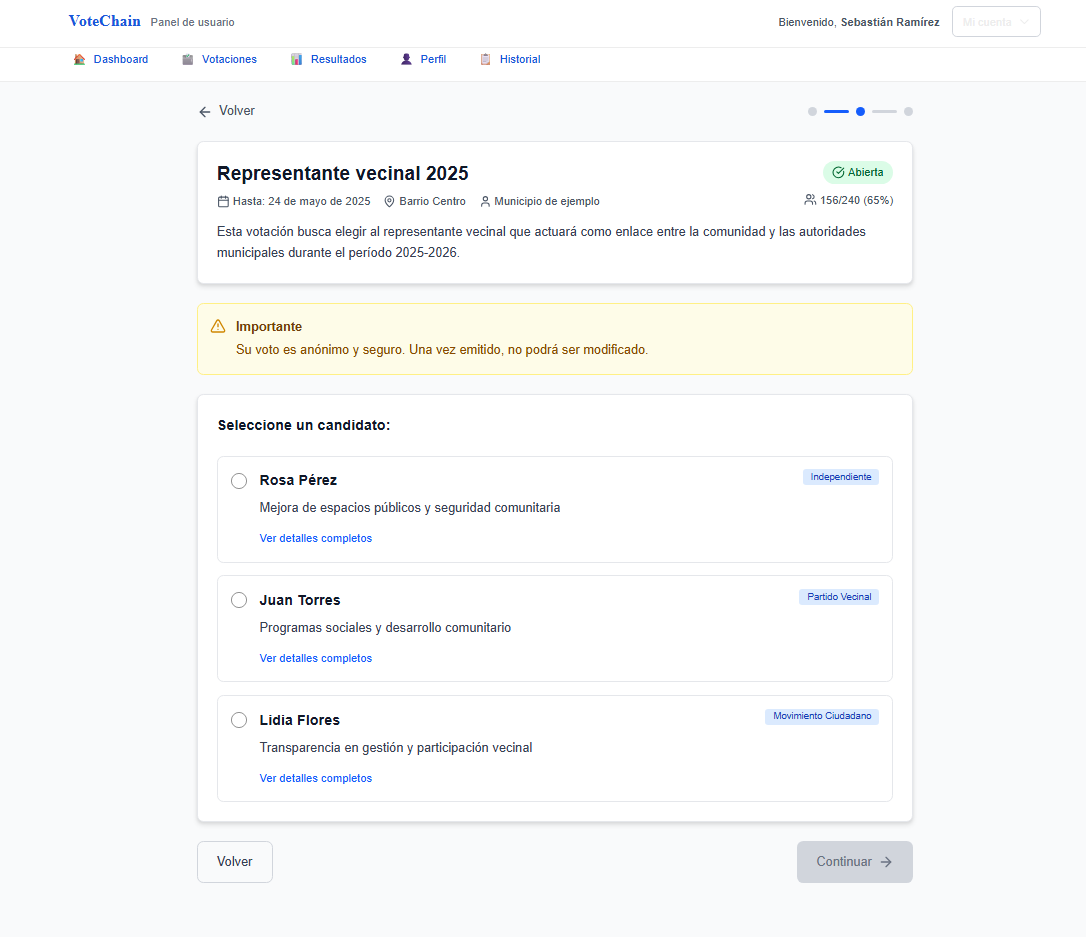 VoteChain Panel de usuario Bienvenido, Sebastián Ramírez Mi cuenta
Dashboard Votaciones Resultados Perfil Historial
Volver
Representante vecinal 2025 Abierta
Hasta: 24 de mayo de 2025 Barrio Centro Municipio de ejemplo 156/240 (65%)
Esta votación busca elegir al representante vecinal que actuará como enlace entre la comunidad y las autoridades
municipales durante el período 2025-2026.
Importante
Su voto es anónimo y seguro. Una vez emitido, no podrá ser modificado.
Seleccione un candidato:
Rosa Pérez Independiente
Mejora de espacios públicos y seguridad comunitaria
Ver detalles completos
Juan Torres Partido Vecinal
Programas sociales y desarrollo comunitario
Ver detalles completos
Lidia Flores Movimiento Ciudadano
Transparencia en gestión y participación vecinal
Ver detalles completos
Volver Continuar